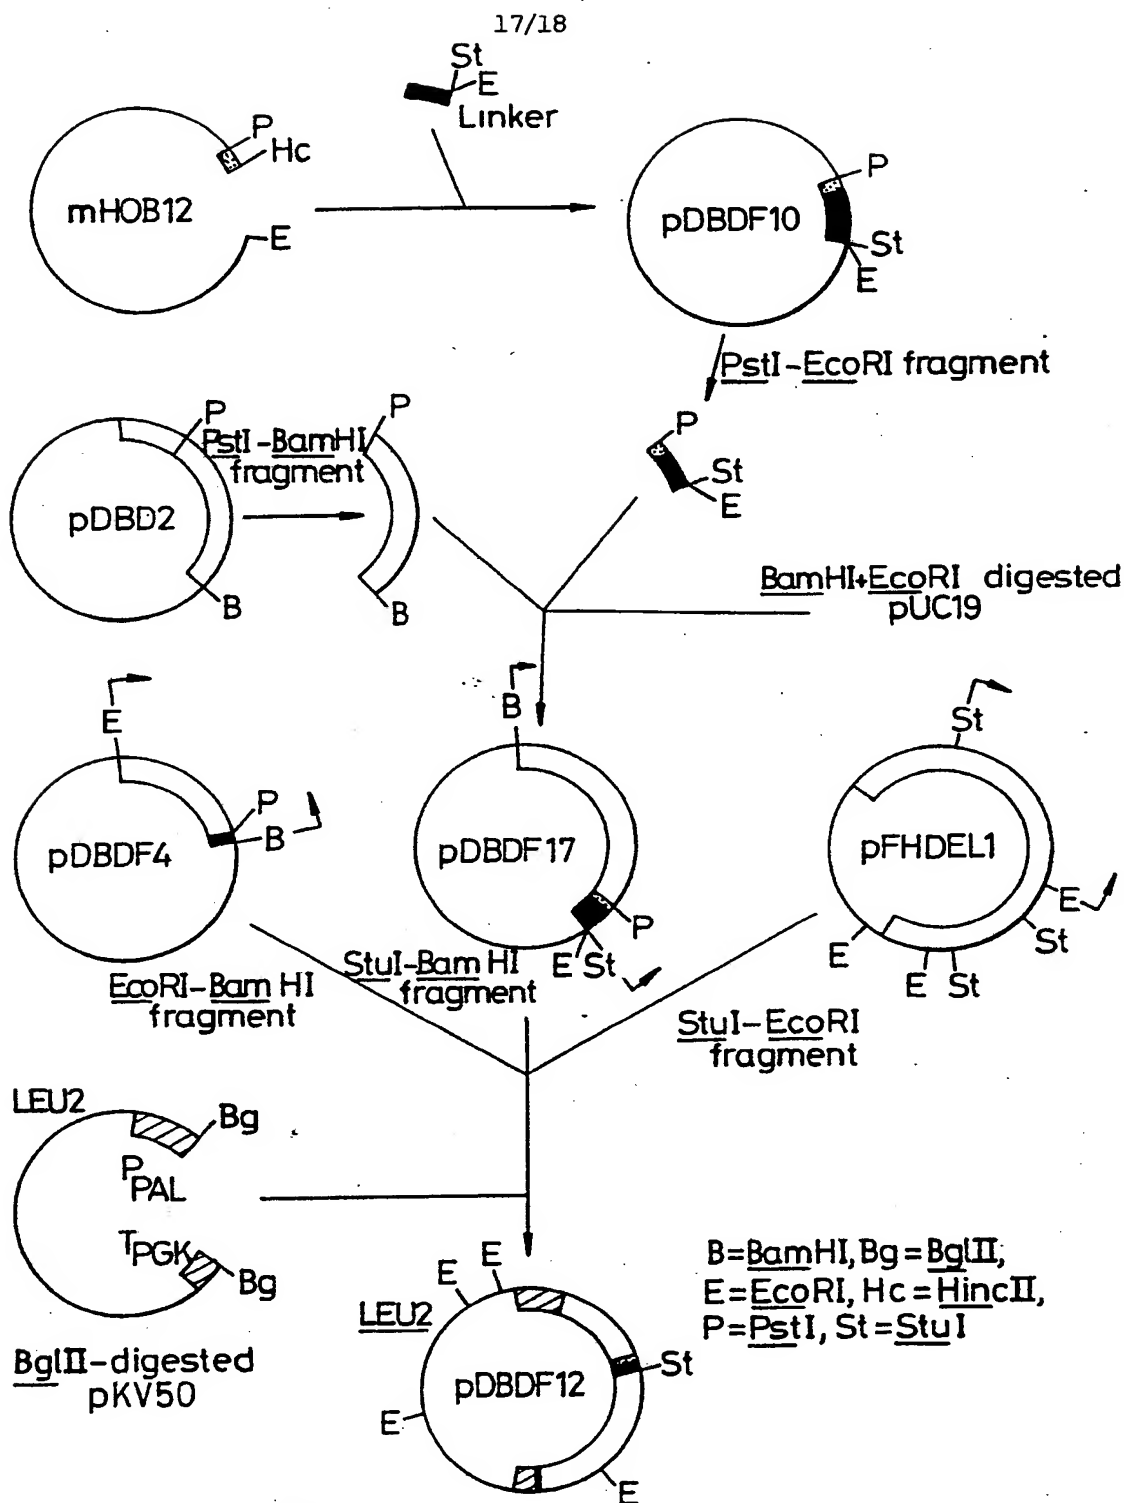 17/18
St
E
Linker
P
Hc
mHOB12
E
P
pDBDF10
St
E
PstI-EcoRI fragment
P
PstI-BamHI
fragment
P
P
St
E
pDBD2
B
B
BamHI+EcoRI digested
pUC19
B
E
St
P
B
pDBDF4
pDBDF17
pFHDEL1
E
P
St
E St
E
E St
EcoRI-Bam HI
fragment
StuI-Bam HI
fragment
StuI-EcoRI
fragment
LEU2
Bg
PPAL
TPGK
Bg
BglII-digested
pKV50
E
E
LEU2
St
pDBDF12
E
E
B=BamHI, Bg=BglII;
E=EcoRI, Hc=HincII,
P=PstI, St=StuI